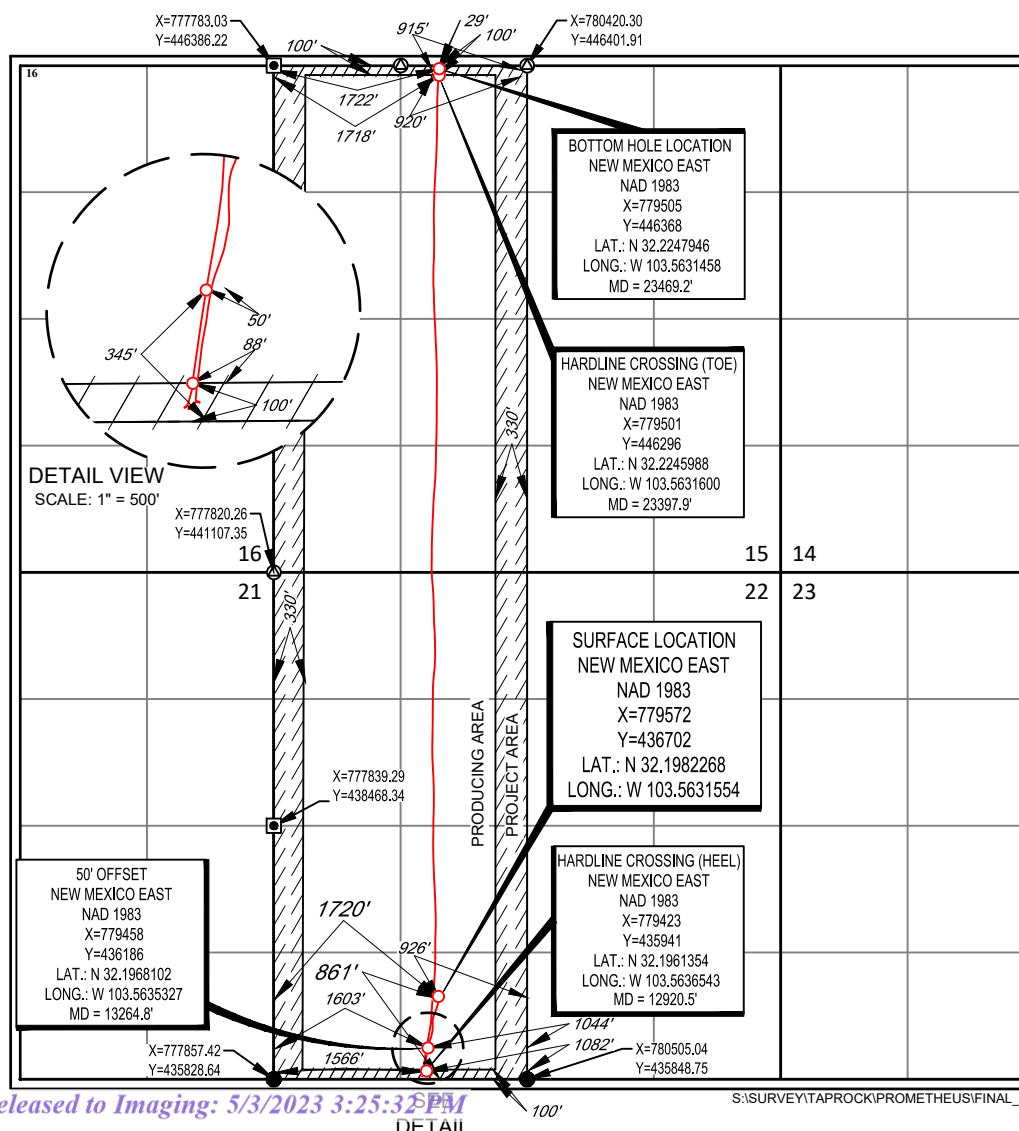 X=777783.03
Y=446386.22
100'
915'
29'
100'
X=780420.30
Y=446401.91
16
1722'
1718'
920'
BOTTOM HOLE LOCATION
NEW MEXICO EAST
NAD 1983
X=779505
Y=446368
LAT.: N 32.2247946
LONG.: W 103.5631458
MD = 23469.2'
50'
345'
88'
100'
DETAIL VIEW
SCALE: 1" = 500'
HARDLINE CROSSING (TOE)
NEW MEXICO EAST
NAD 1983
X=779501
Y=446296
LAT.: N 32.2245988
LONG.: W 103.5631600
MD = 23397.9'
330'
X=777820.26
Y=441107.35
16
15
14
21
22
23
330'
SURFACE LOCATION
NEW MEXICO EAST
NAD 1983
X=779572
Y=436702
LAT.: N 32.1982268
LONG.: W 103.5631554
PRODUCING AREA
PROJECT AREA
X=777839.29
Y=438468.34
50' OFFSET
NEW MEXICO EAST
NAD 1983
X=779458
Y=436186
LAT.: N 32.1968102
LONG.: W 103.5635327
MD = 13264.8'
1720'
861'
926'
1603'
HARDLINE CROSSING (HEEL)
NEW MEXICO EAST
NAD 1983
X=779423
Y=435941
LAT.: N 32.1961354
LONG.: W 103.5636543
MD = 12920.5'
1044'
1082'
1566'
X=777857.42
Y=435828.64
X=780505.04
Y=435848.75
100'
SEE
DETAIL
eleased to Imaging: 5/3/2023 3:25:32 PM
S:\SURVEY\TAPROCK\PROMETHEUS\FINAL_